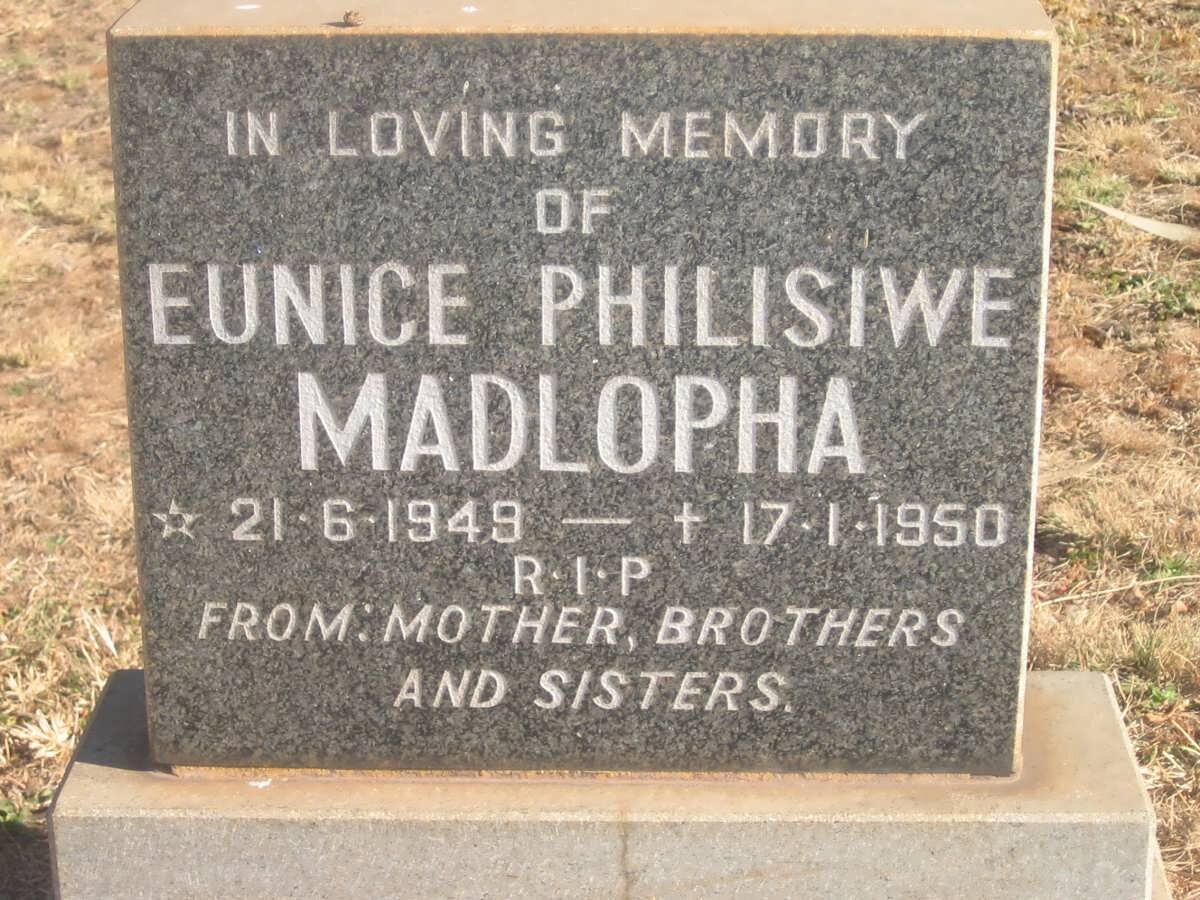 IN LOVING MEMORY
OF
EUNICE PHILISIWE
MADLOPHA
☆ 21·6·1949 — † 17·1·1950
R·I·P
FROM: MOTHER, BROTHERS
AND SISTERS.